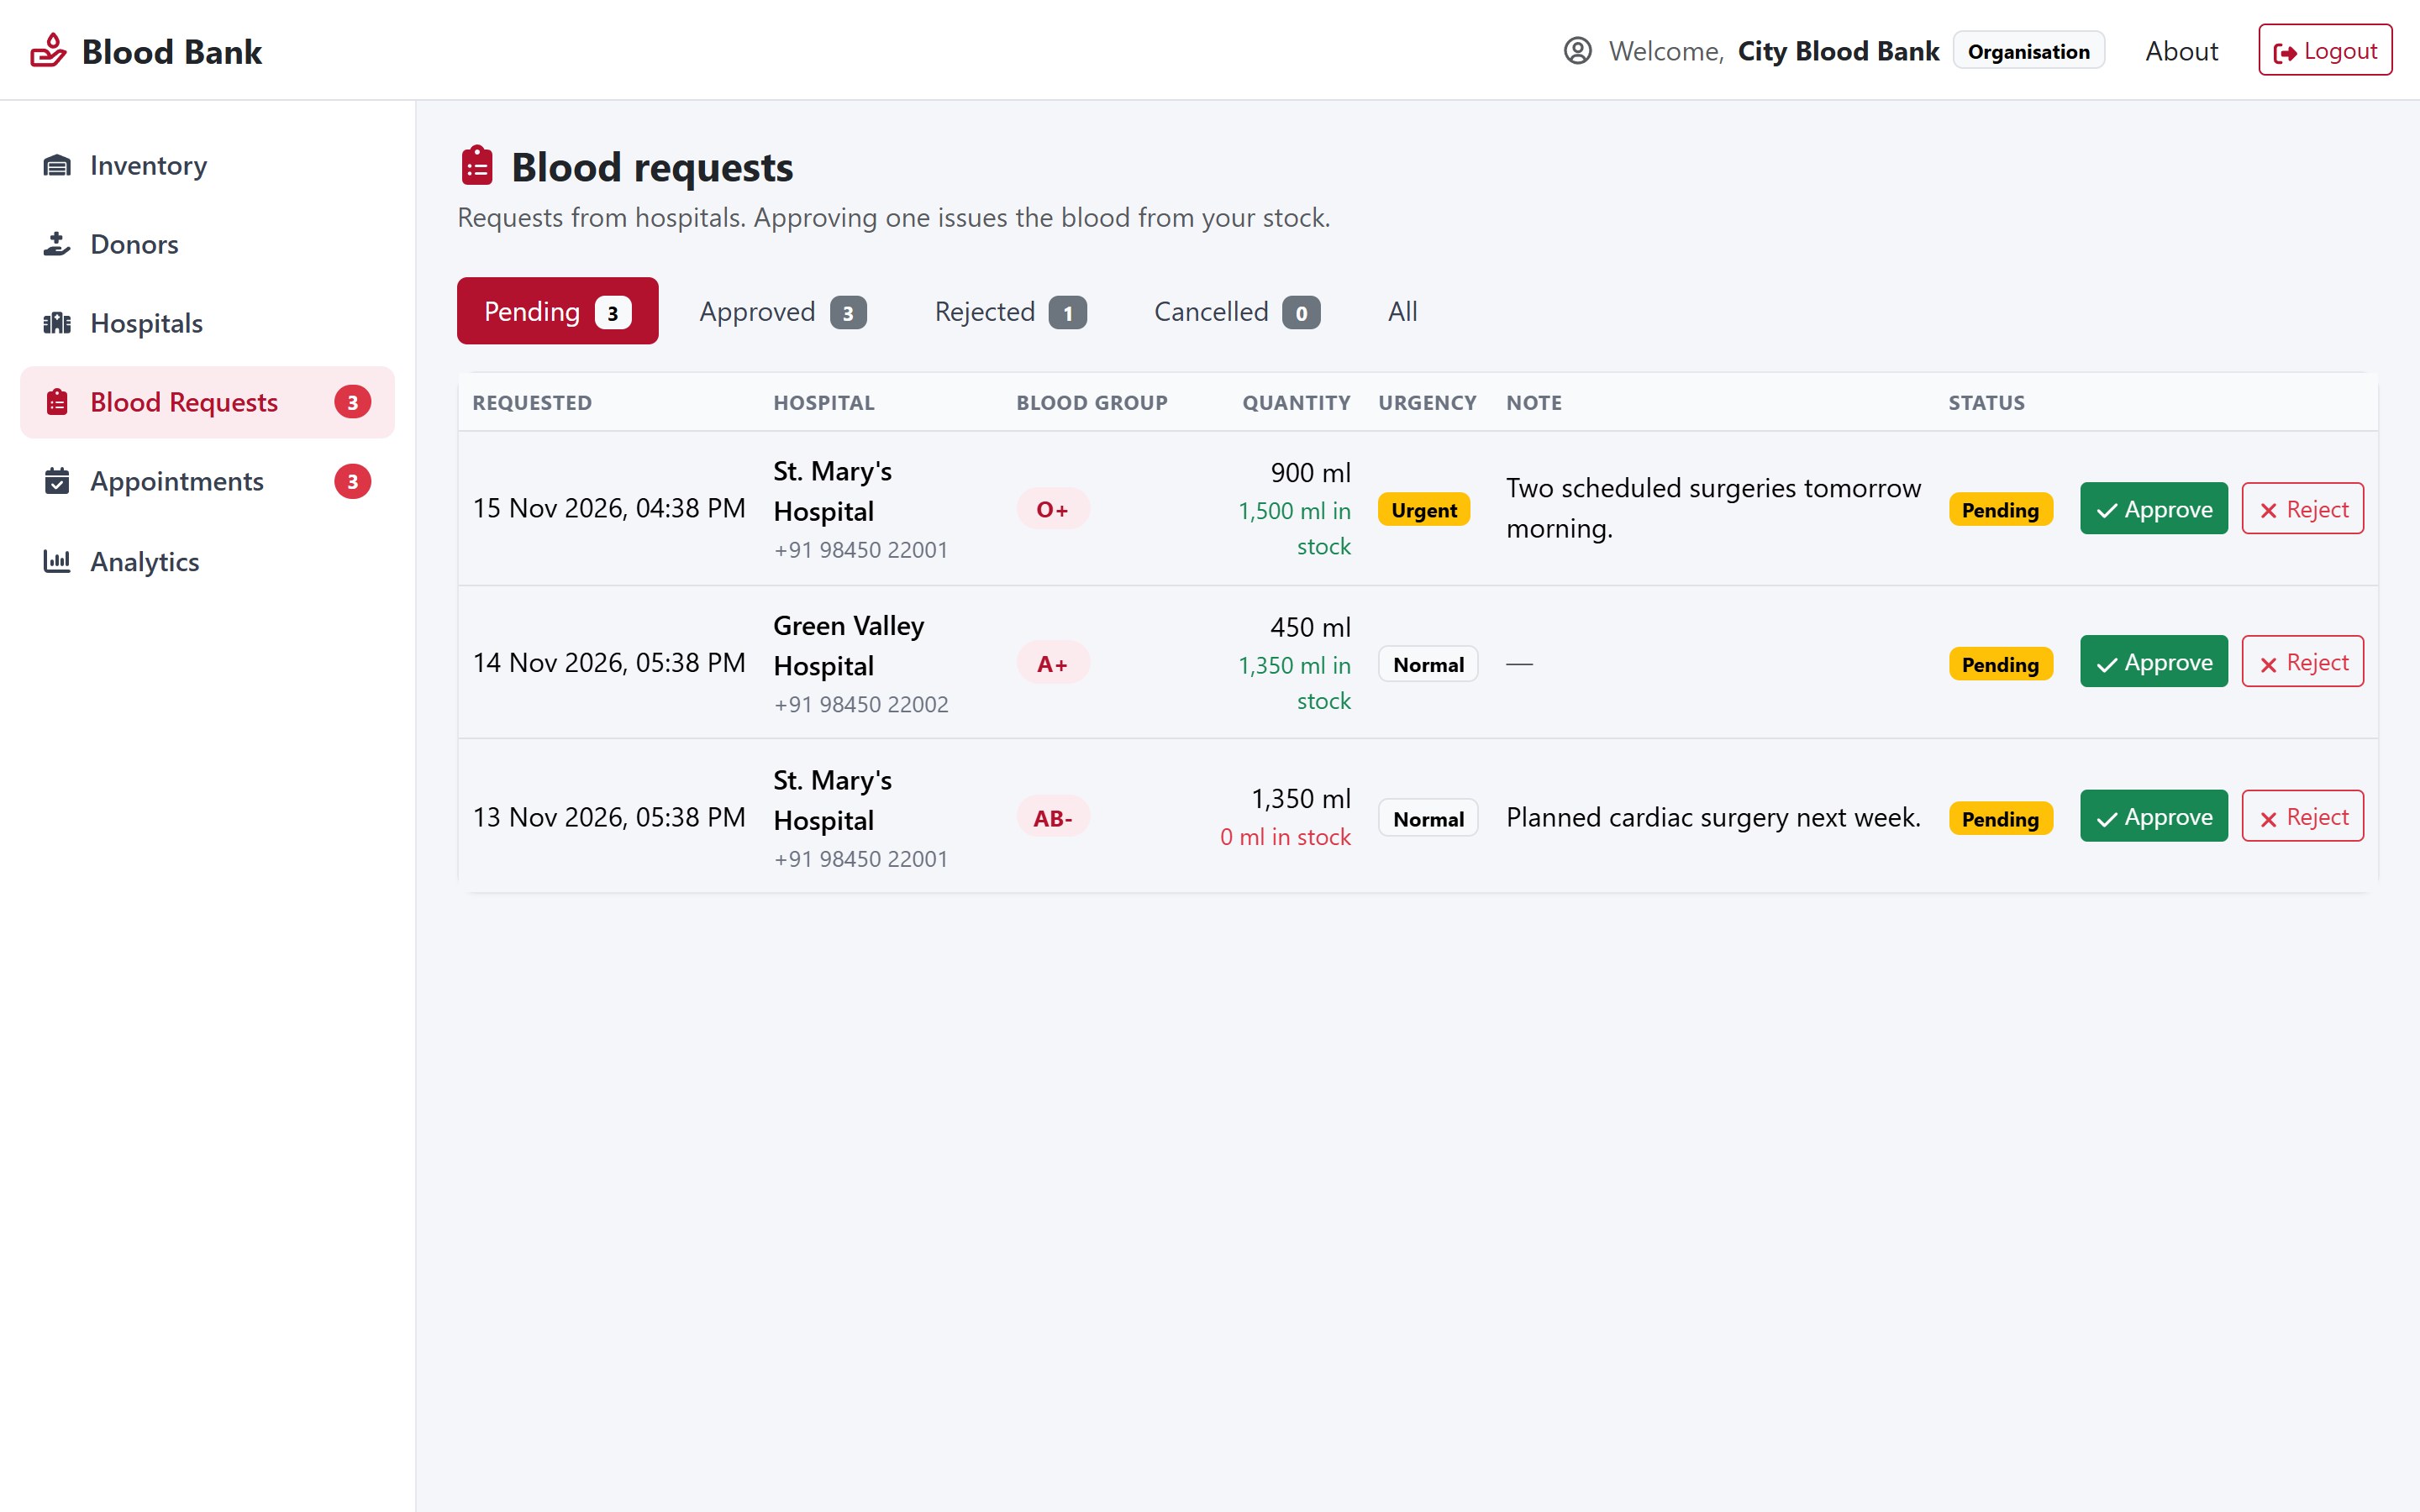 Blood Bank
Welcome, City Blood Bank Organisation About Logout
Inventory
Donors
Hospitals
Blood Requests 3
Appointments 3
Analytics
Blood requests
Requests from hospitals. Approving one issues the blood from your stock.
Pending 3 Approved 3 Rejected 1 Cancelled 0 All
REQUESTED HOSPITAL BLOOD GROUP QUANTITY URGENCY NOTE STATUS
15 Nov 2026, 04:38 PM
St. Mary's
Hospital
+91 98450 22001
O+
900 ml
1,500 ml in
stock
Urgent
Two scheduled surgeries tomorrow
morning.
Pending
Approve
Reject
14 Nov 2026, 05:38 PM
Green Valley
Hospital
+91 98450 22002
A+
450 ml
1,350 ml in
stock
Normal
—
Pending
Approve
Reject
13 Nov 2026, 05:38 PM
St. Mary's
Hospital
+91 98450 22001
AB-
1,350 ml
0 ml in stock
Normal
Planned cardiac surgery next week.
Pending
Approve
Reject